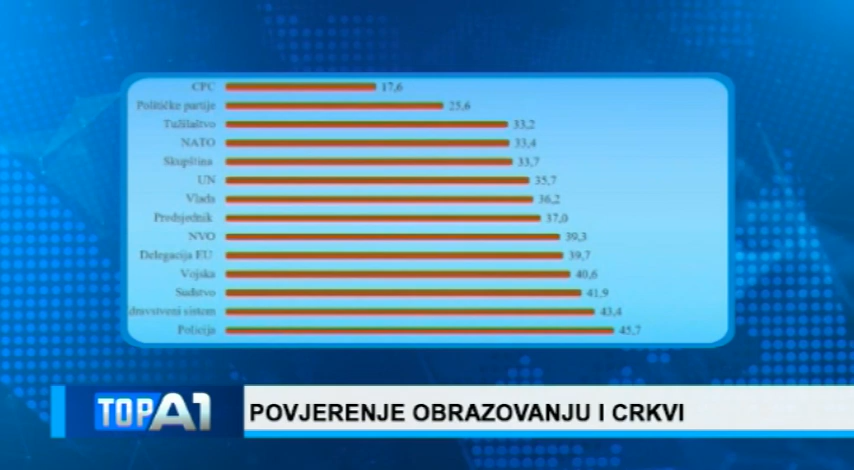 CPC 17,6
Političke partije 25,6
Tužilaštvo 33,2
NATO 33,4
Skupština 33,7
UN 35,7
Vlada 36,2
Predsjednik 37,0
NVO 39,3
Delegacija EU 39,7
Vojska 40,6
Sudstvo 41,9
dravstveni sistem 43,4
Policija 45,7
TOP A1
POVJERENJE OBRAZOVANJU I CRKVI